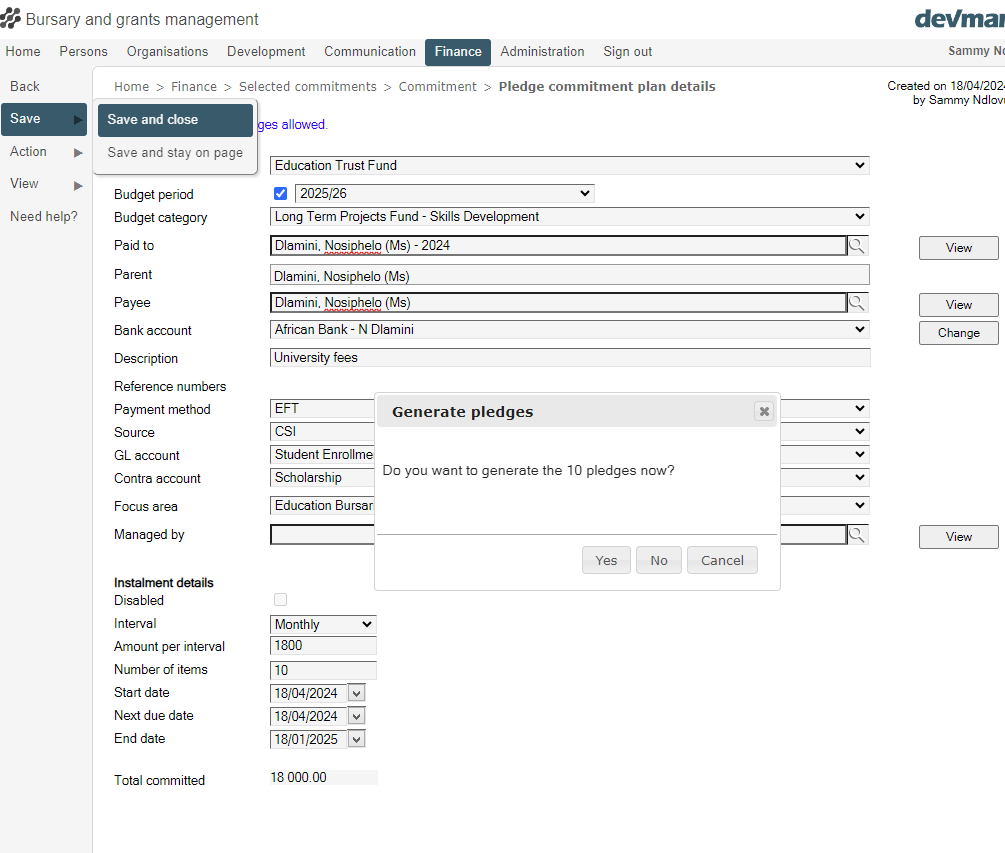 Bursary and grants management
devman
Home Persons Organisations Development Communication Finance Administration Sign out
Sammy
Back
Home > Finance > Selected commitments > Commitment > Pledge commitment plan details
Created on 18/04/2024
by Sammy Ndlov
Save
Save and close
ges allowed.
Action
Save and stay on page
Education Trust Fund
View
Budget period 2025/26
Need help?
Budget category Long Term Projects Fund - Skills Development
Paid to Dlamini, Nosiphelo (Ms) - 2024 View
Parent Dlamini, Nosiphelo (Ms)
Payee Dlamini, Nosiphelo (Ms) View
Bank account African Bank - N Dlamini Change
Description University fees
Reference numbers
Payment method EFT
Source CSI
GL account Student Enrollme
Contra account Scholarship
Focus area Education Bursar
Managed by View
Generate pledges
Do you want to generate the 10 pledges now?
Yes No Cancel
Instalment details
Disabled
Interval Monthly
Amount per interval 1800
Number of items 10
Start date 18/04/2024
Next due date 18/04/2024
End date 18/01/2025
Total committed 18 000.00